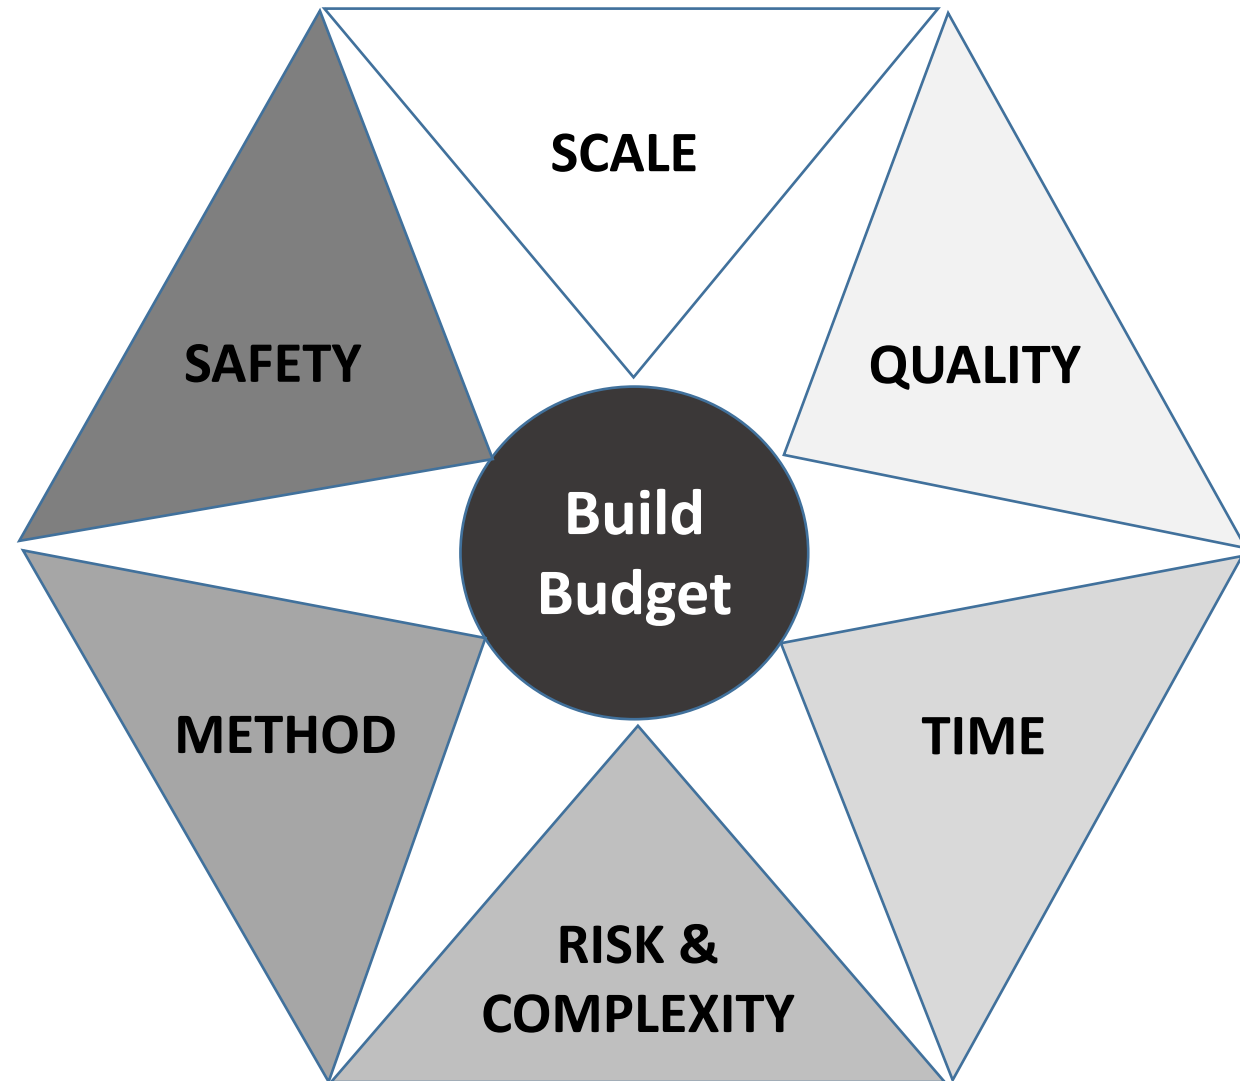 SCALE
SAFETY
QUALITY
Build
Budget
METHOD
TIME
RISK &
COMPLEXITY